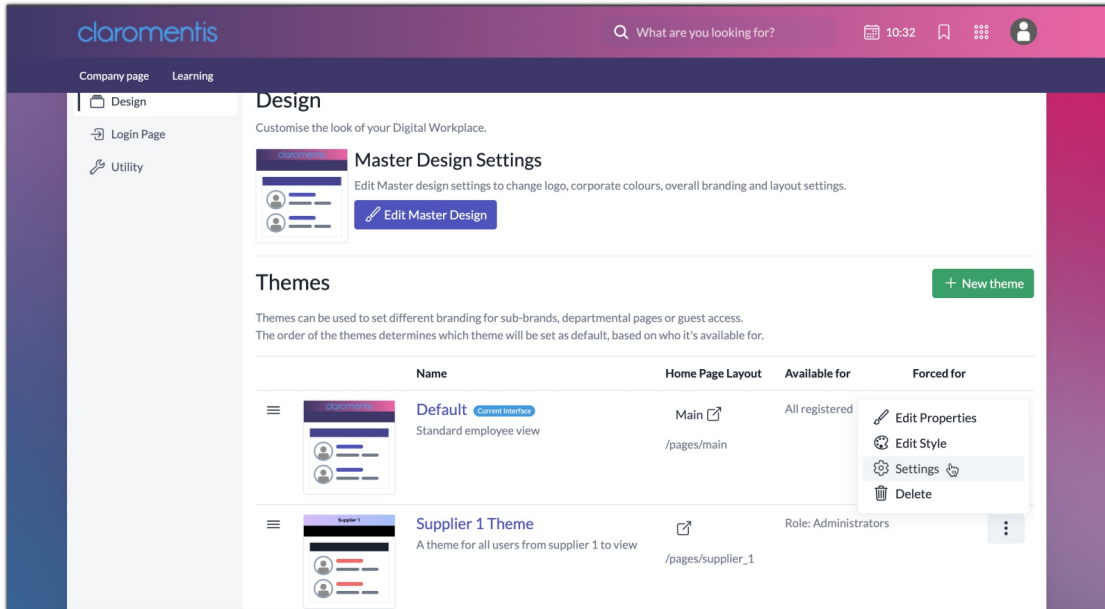 claromentis
What are you looking for?
10:32
Company page Learning
Design
Login Page
Utility
Design
Customise the look of your Digital Workplace.
claromentis
Master Design Settings
Edit Master design settings to change logo, corporate colours, overall branding and layout settings.
Edit Master Design
Themes
+ New theme
Themes can be used to set different branding for sub-brands, departmental pages or guest access.
The order of the themes determines which theme will be set as default, based on who it's available for.
Name Home Page Layout Available for Forced for
claromentis
Default Current Interface
Standard employee view
Main
/pages/main
All registered
Edit Properties
Edit Style
Settings
Delete
Supplier 1
Supplier 1 Theme
A theme for all users from supplier 1 to view
/pages/supplier_1
Role: Administrators